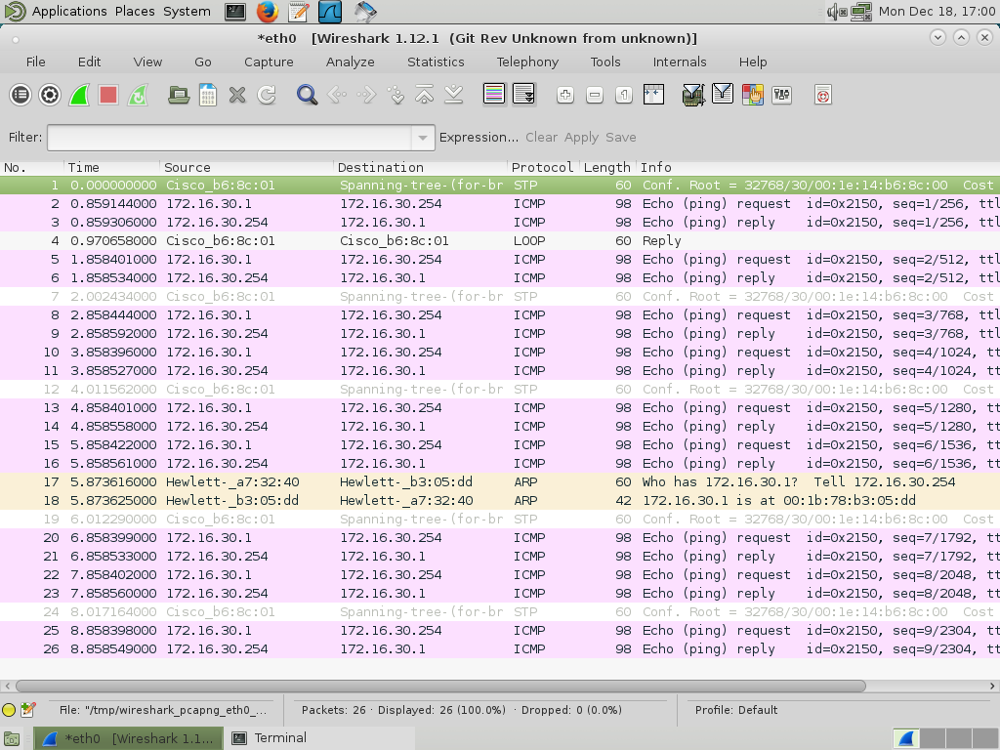 Applications Places System Mon Dec 18, 17:00
*eth0 [Wireshark 1.12.1 (Git Rev Unknown from unknown)]
File Edit View Go Capture Analyze Statistics Telephony Tools Internals Help
Filter: Expression... Clear Apply Save
No. Time Source Destination Protocol Length Info
1 0.000000000 Cisco_b6:8c:01 Spanning-tree-(for-br STP 60 Conf. Root = 32768/30/00:1e:14:b6:8c:00 Cost
2 0.859144000 172.16.30.1 172.16.30.254 ICMP 98 Echo (ping) request id=0x2150, seq=1/256, ttl
3 0.859306000 172.16.30.254 172.16.30.1 ICMP 98 Echo (ping) reply id=0x2150, seq=1/256, ttl
4 0.970658000 Cisco_b6:8c:01 Cisco_b6:8c:01 LOOP 60 Reply
5 1.858401000 172.16.30.1 172.16.30.254 ICMP 98 Echo (ping) request id=0x2150, seq=2/512, ttl
6 1.858534000 172.16.30.254 172.16.30.1 ICMP 98 Echo (ping) reply id=0x2150, seq=2/512, ttl
7 2.002434000 Cisco_b6:8c:01 Spanning-tree-(for-br STP 60 Conf. Root = 32768/30/00:1e:14:b6:8c:00 Cost
8 2.858444000 172.16.30.1 172.16.30.254 ICMP 98 Echo (ping) request id=0x2150, seq=3/768, ttl
9 2.858592000 172.16.30.254 172.16.30.1 ICMP 98 Echo (ping) reply id=0x2150, seq=3/768, ttl
10 3.858396000 172.16.30.1 172.16.30.254 ICMP 98 Echo (ping) request id=0x2150, seq=4/1024, tt
11 3.858527000 172.16.30.254 172.16.30.1 ICMP 98 Echo (ping) reply id=0x2150, seq=4/1024, tt
12 4.011562000 Cisco_b6:8c:01 Spanning-tree-(for-br STP 60 Conf. Root = 32768/30/00:1e:14:b6:8c:00 Cost
13 4.858401000 172.16.30.1 172.16.30.254 ICMP 98 Echo (ping) request id=0x2150, seq=5/1280, tt
14 4.858558000 172.16.30.254 172.16.30.1 ICMP 98 Echo (ping) reply id=0x2150, seq=5/1280, tt
15 5.858422000 172.16.30.1 172.16.30.254 ICMP 98 Echo (ping) request id=0x2150, seq=6/1536, tt
16 5.858561000 172.16.30.254 172.16.30.1 ICMP 98 Echo (ping) reply id=0x2150, seq=6/1536, tt
17 5.873616000 Hewlett-_a7:32:40 Hewlett-_b3:05:dd ARP 60 Who has 172.16.30.1? Tell 172.16.30.254
18 5.873625000 Hewlett-_b3:05:dd Hewlett-_a7:32:40 ARP 42 172.16.30.1 is at 00:1b:78:b3:05:dd
19 6.012290000 Cisco_b6:8c:01 Spanning-tree-(for-br STP 60 Conf. Root = 32768/30/00:1e:14:b6:8c:00 Cost
20 6.858399000 172.16.30.1 172.16.30.254 ICMP 98 Echo (ping) request id=0x2150, seq=7/1792, tt
21 6.858533000 172.16.30.254 172.16.30.1 ICMP 98 Echo (ping) reply id=0x2150, seq=7/1792, tt
22 7.858402000 172.16.30.1 172.16.30.254 ICMP 98 Echo (ping) request id=0x2150, seq=8/2048, tt
23 7.858560000 172.16.30.254 172.16.30.1 ICMP 98 Echo (ping) reply id=0x2150, seq=8/2048, tt
24 8.017164000 Cisco_b6:8c:01 Spanning-tree-(for-br STP 60 Conf. Root = 32768/30/00:1e:14:b6:8c:00 Cost
25 8.858398000 172.16.30.1 172.16.30.254 ICMP 98 Echo (ping) request id=0x2150, seq=9/2304, tt
26 8.858549000 172.16.30.254 172.16.30.1 ICMP 98 Echo (ping) reply id=0x2150, seq=9/2304, tt
File: "/tmp/wireshark_pcapng_eth0_... Packets: 26 · Displayed: 26 (100.0%) · Dropped: 0 (0.0%) Profile: Default
*eth0 [Wireshark 1.1... Terminal